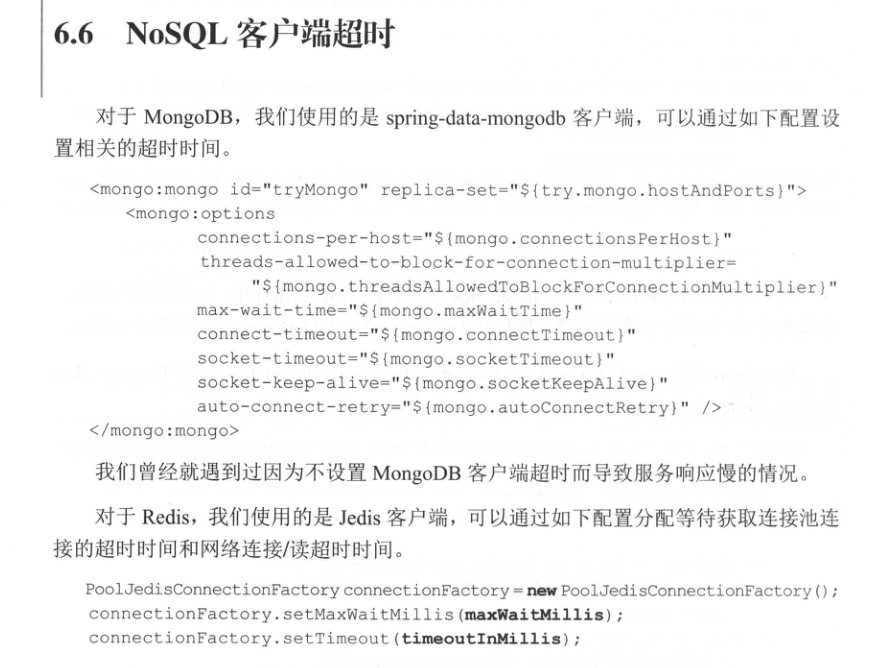 6.6 NoSQL 客户端超时
对于 MongoDB，我们使用的是 spring-data-mongodb 客户端，可以通过如下配置设
置相关的超时时间。
<mongo:mongo id="tryMongo" replica-set="${try.mongo.hostAndPorts}">
<mongo:options
connections-per-host="${mongo.connectionsPerHost}"
threads-allowed-to-block-for-connection-multiplier=
"${mongo.threadsAllowedToBlockForConnectionMultiplier}"
max-wait-time="${mongo.maxWaitTime}"
connect-timeout="${mongo.connectTimeout}"
socket-timeout="${mongo.socketTimeout}"
socket-keep-alive="${mongo.socketKeepAlive}"
auto-connect-retry="${mongo.autoConnectRetry}" />
</mongo:mongo>
我们曾经就遇到过因为不设置 MongoDB 客户端超时而导致服务响应慢的情况。
对于 Redis，我们使用的是 Jedis 客户端，可以通过如下配置分配等待获取连接池连
接的超时时间和网络连接/读超时时间。
PoolJedisConnectionFactory connectionFactory = new PoolJedisConnectionFactory();
connectionFactory.setMaxWaitMillis(maxWaitMillis);
connectionFactory.setTimeout(timeoutInMillis);